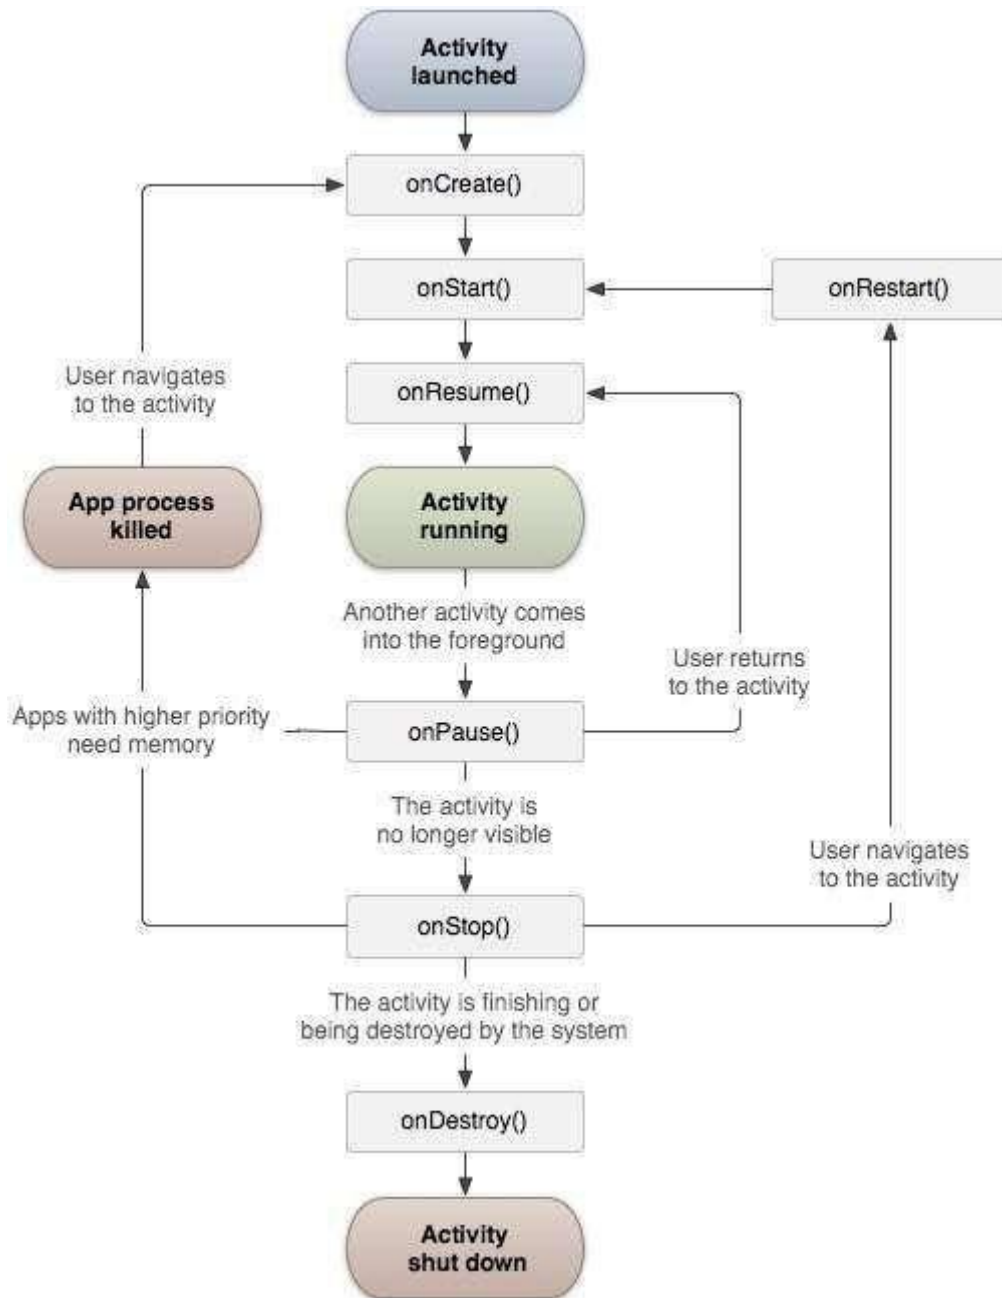 Activity
launched
onCreate()
onStart()
onRestart()
onResume()
User navigates
to the activity
App process
killed
Activity
running
Another activity comes
into the foreground
User returns
to the activity
Apps with higher priority
need memory
onPause()
The activity is
no longer visible
User navigates
to the activity
onStop()
The activity is finishing or
being destroyed by the system
onDestroy()
Activity
shut down